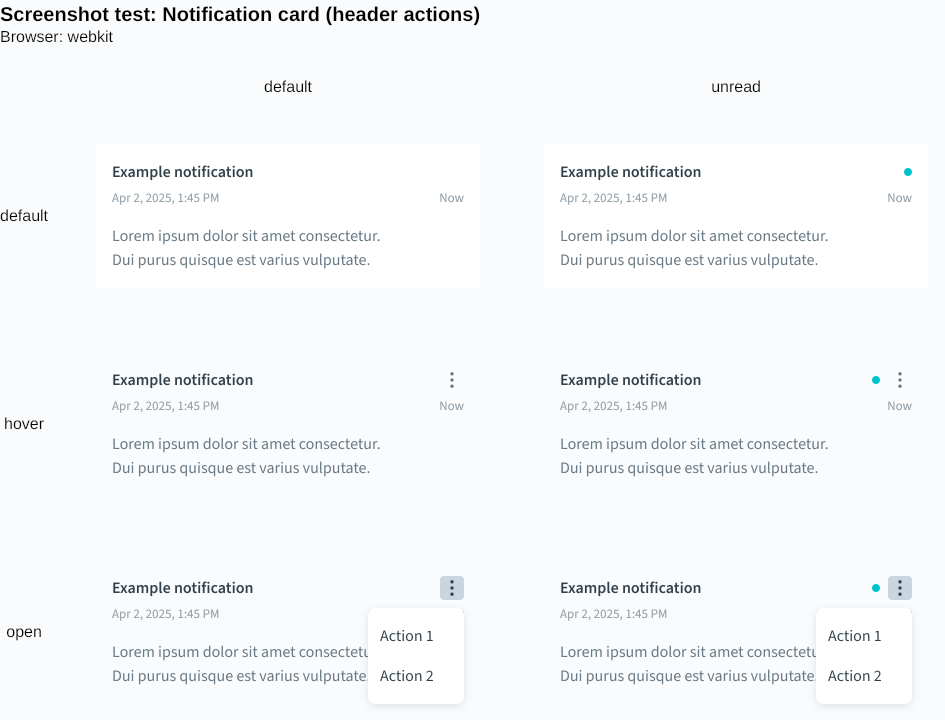 Screenshot test: Notification card (header actions)
Browser: webkit
default
unread
default
Example notification
Apr 2, 2025, 1:45 PM
Now
Lorem ipsum dolor sit amet consectetur.
Dui purus quisque est varius vulputate.
Example notification
Apr 2, 2025, 1:45 PM
Now
Lorem ipsum dolor sit amet consectetur.
Dui purus quisque est varius vulputate.
hover
Example notification
Apr 2, 2025, 1:45 PM
Now
Lorem ipsum dolor sit amet consectetur.
Dui purus quisque est varius vulputate.
Example notification
Apr 2, 2025, 1:45 PM
Now
Lorem ipsum dolor sit amet consectetur.
Dui purus quisque est varius vulputate.
open
Example notification
Apr 2, 2025, 1:45 PM
Lorem ipsum dolor sit amet consectetu
Dui purus quisque est varius vulputate.
Action 1
Action 2
Example notification
Apr 2, 2025, 1:45 PM
Lorem ipsum dolor sit amet consectetu
Dui purus quisque est varius vulputate.
Action 1
Action 2